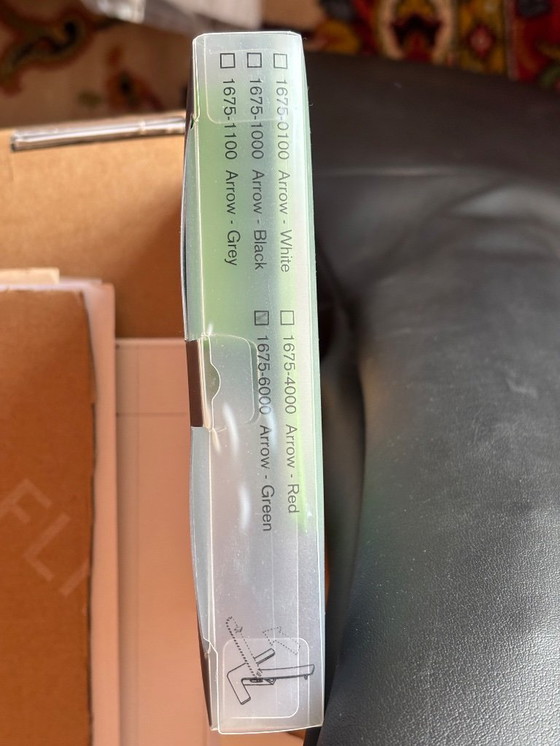 ☐ 1675-0100 Arrow - White
☐ 1675-1000 Arrow - Black
☐ 1675-1100 Arrow - Grey
☐ 1675-4000 Arrow - Red
☑ 1675-6000 Arrow - Green
FLY